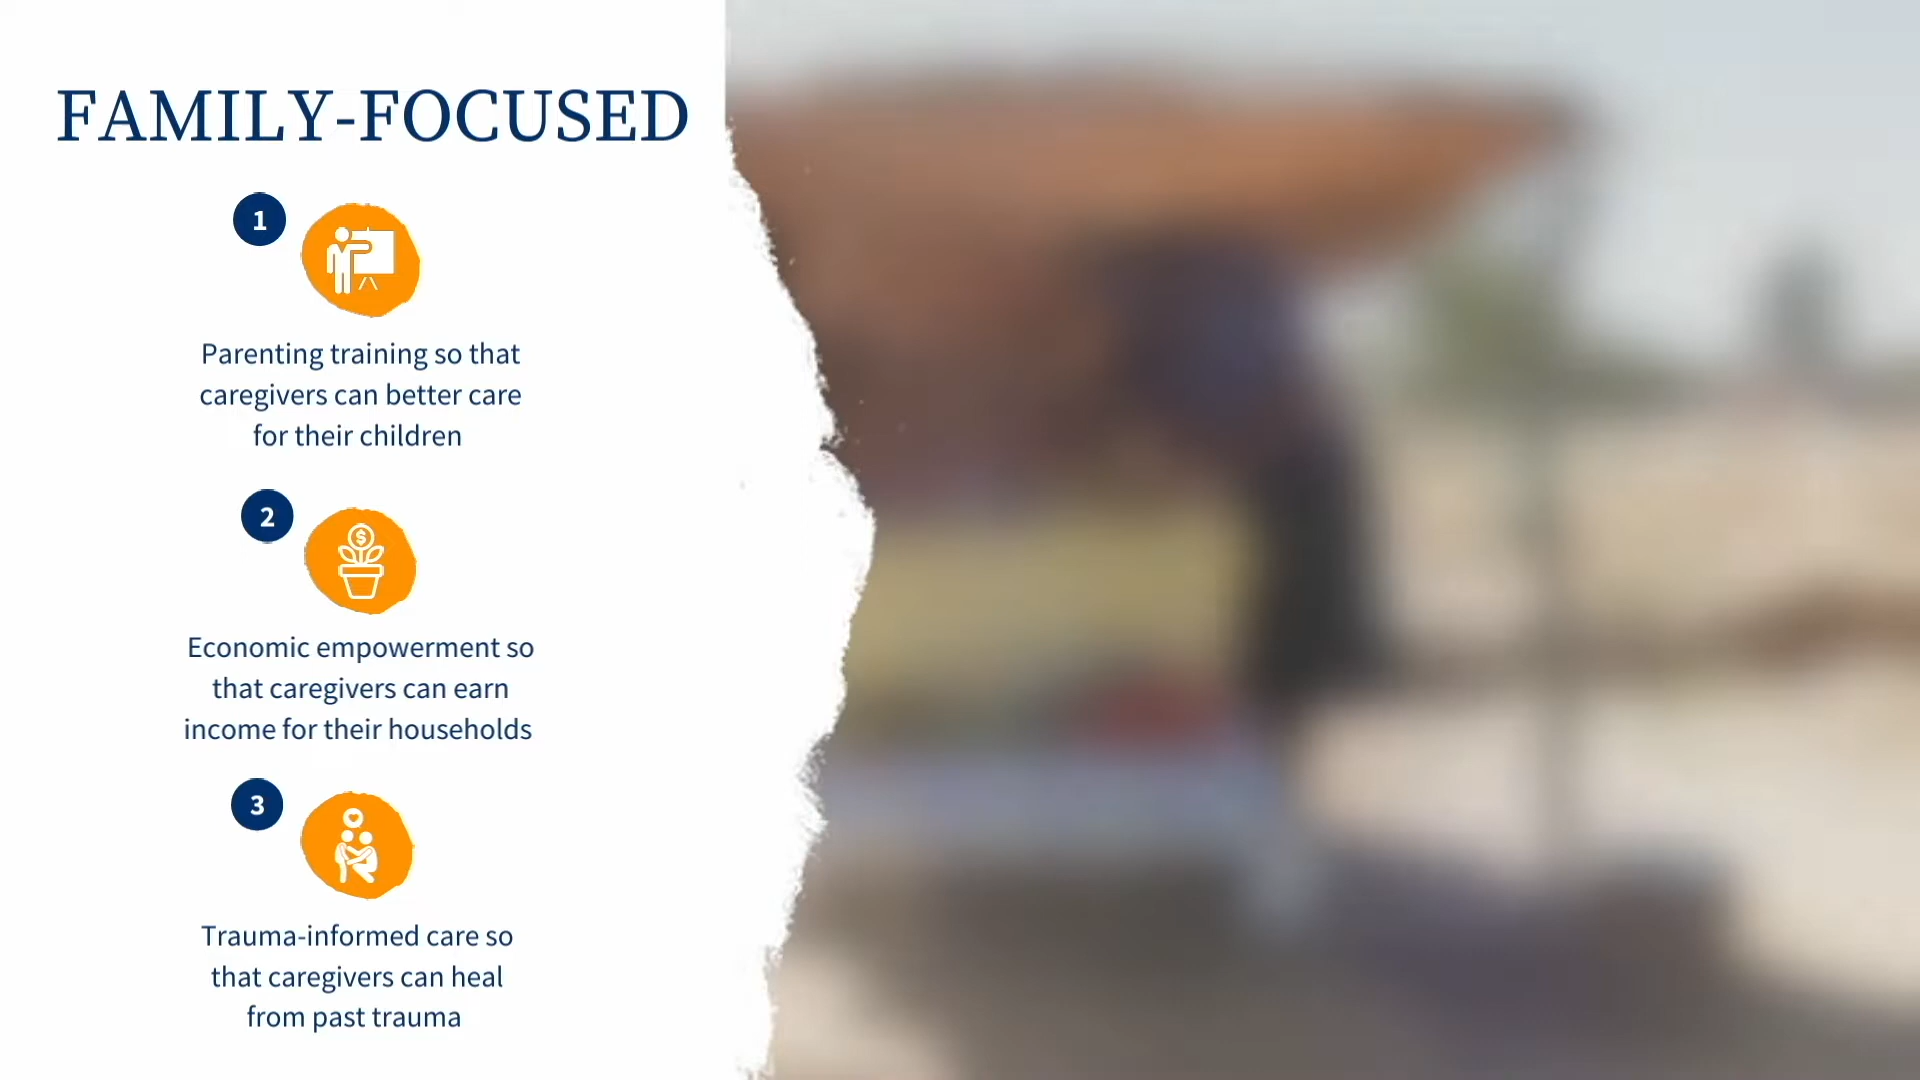 FAMILY-FOCUSED
1
Parenting training so that
caregivers can better care
for their children
2
$
Economic empowerment so
that caregivers can earn
income for their households
3
Trauma-informed care so
that caregivers can heal
from past trauma